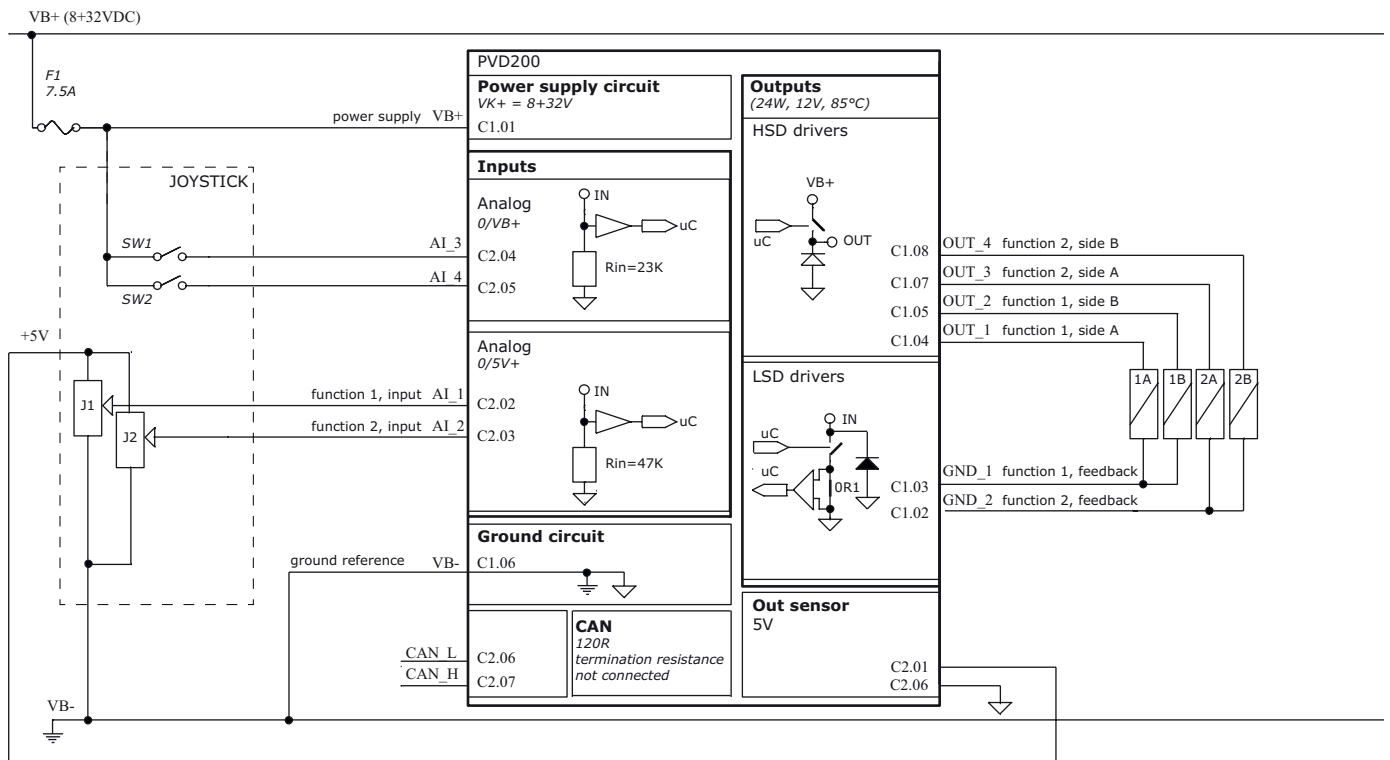 VB+ (8+32VDC)
F1
7.5A
power supply VB+
JOYSTICK
SW1
AI_3
SW2
AI_4
+5V
J1
function 1, input AI_1
J2
function 2, input AI_2
ground reference VB-
CAN_L
CAN_H
VB-
PVD200
Power supply circuit
VK+ = 8+32V
C1.01
Inputs
Analog
0/VB+
C2.04
C2.05
IN
uC
Rin=23K
Analog
0/5V+
C2.02
C2.03
IN
uC
Rin=47K
Ground circuit
C1.06
C2.06
C2.07
CAN
120R
termination resistance
not connected
Outputs
(24W, 12V, 85°C)
HSD drivers
VB+
uC
OUT
C1.08
C1.07
C1.05
C1.04
LSD drivers
IN
uC
uC
0R1
C1.03
C1.02
Out sensor
5V
C2.01
C2.06
OUT_4 function 2, side B
OUT_3 function 2, side A
OUT_2 function 1, side B
OUT_1 function 1, side A
1A 1B 2A 2B
GND_1 function 1, feedback
GND_2 function 2, feedback